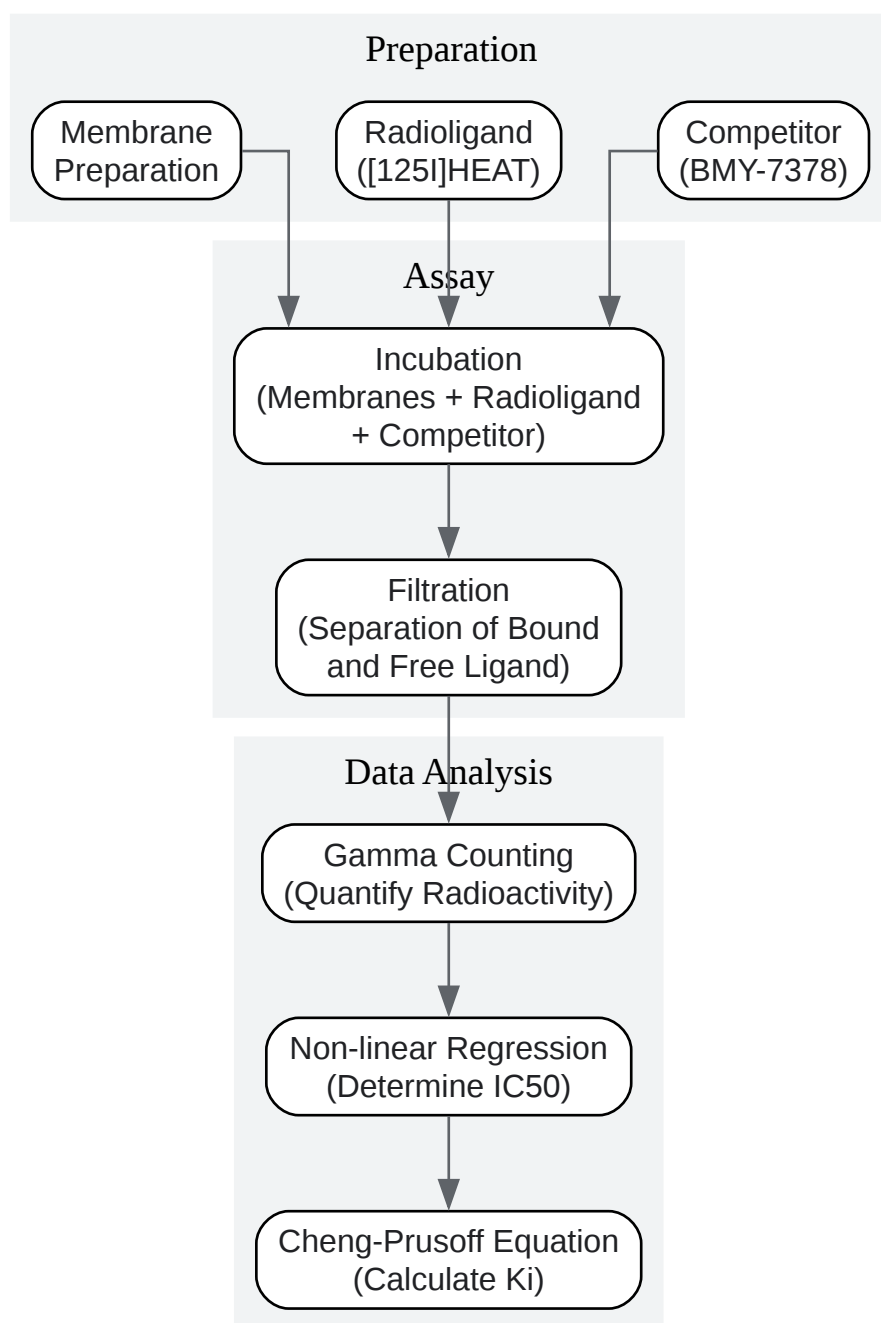 Preparation
Membrane
Preparation
Radioligand
([125I]HEAT)
Competitor
(BMY-7378)
Assay
Incubation
(Membranes + Radioligand
+ Competitor)
Filtration
(Separation of Bound
and Free Ligand)
Data Analysis
Gamma Counting
(Quantify Radioactivity)
Non-linear Regression
(Determine IC50)
Cheng-Prusoff Equation
(Calculate Ki)